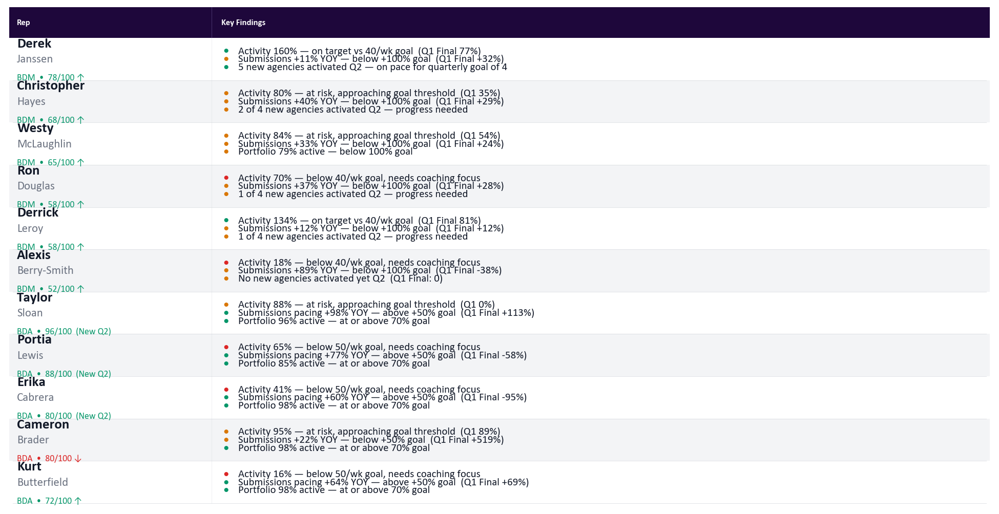 Rep
Key Findings
Derek
Janssen
BDM • 78/100 ↑
● Activity 160% — on target vs 40/wk goal (Q1 Final 77%)
● Submissions +11% YOY — below +100% goal (Q1 Final +32%)
● 5 new agencies activated Q2 — on pace for quarterly goal of 4
Christopher
Hayes
BDM • 68/100 ↑
● Activity 80% — at risk, approaching goal threshold (Q1 35%)
● Submissions +40% YOY — below +100% goal (Q1 Final +29%)
● 2 of 4 new agencies activated Q2 — progress needed
Westy
McLaughlin
BDM • 65/100 ↑
● Activity 84% — at risk, approaching goal threshold (Q1 54%)
● Submissions +33% YOY — below +100% goal (Q1 Final +24%)
● Portfolio 79% active — below 100% goal
Ron
Douglas
BDM • 58/100 ↑
● Activity 70% — below 40/wk goal, needs coaching focus
● Submissions +37% YOY — below +100% goal (Q1 Final +28%)
● 1 of 4 new agencies activated Q2 — progress needed
Derrick
Leroy
BDM • 58/100 ↑
● Activity 134% — on target vs 40/wk goal (Q1 Final 81%)
● Submissions +12% YOY — below +100% goal (Q1 Final +12%)
● 1 of 4 new agencies activated Q2 — progress needed
Alexis
Berry-Smith
BDM • 52/100 ↑
● Activity 18% — below 40/wk goal, needs coaching focus
● Submissions +89% YOY — below +100% goal (Q1 Final -38%)
● No new agencies activated yet Q2 (Q1 Final: 0)
Taylor
Sloan
BDA • 96/100 (New Q2)
● Activity 88% — at risk, approaching goal threshold (Q1 0%)
● Submissions pacing +98% YOY — above +50% goal (Q1 Final +113%)
● Portfolio 96% active — at or above 70% goal
Portia
Lewis
BDA • 88/100 (New Q2)
● Activity 65% — below 50/wk goal, needs coaching focus
● Submissions pacing +77% YOY — above +50% goal (Q1 Final -58%)
● Portfolio 85% active — at or above 70% goal
Erika
Cabrera
BDA • 80/100 (New Q2)
● Activity 41% — below 50/wk goal, needs coaching focus
● Submissions pacing +60% YOY — above +50% goal (Q1 Final -95%)
● Portfolio 98% active — at or above 70% goal
Cameron
Brader
BDA • 80/100 ↓
● Activity 95% — at risk, approaching goal threshold (Q1 89%)
● Submissions +22% YOY — below +50% goal (Q1 Final +519%)
● Portfolio 98% active — at or above 70% goal
Kurt
Butterfield
BDA • 72/100 ↑
● Activity 16% — below 50/wk goal, needs coaching focus
● Submissions pacing +64% YOY — above +50% goal (Q1 Final +69%)
● Portfolio 98% active — at or above 70% goal